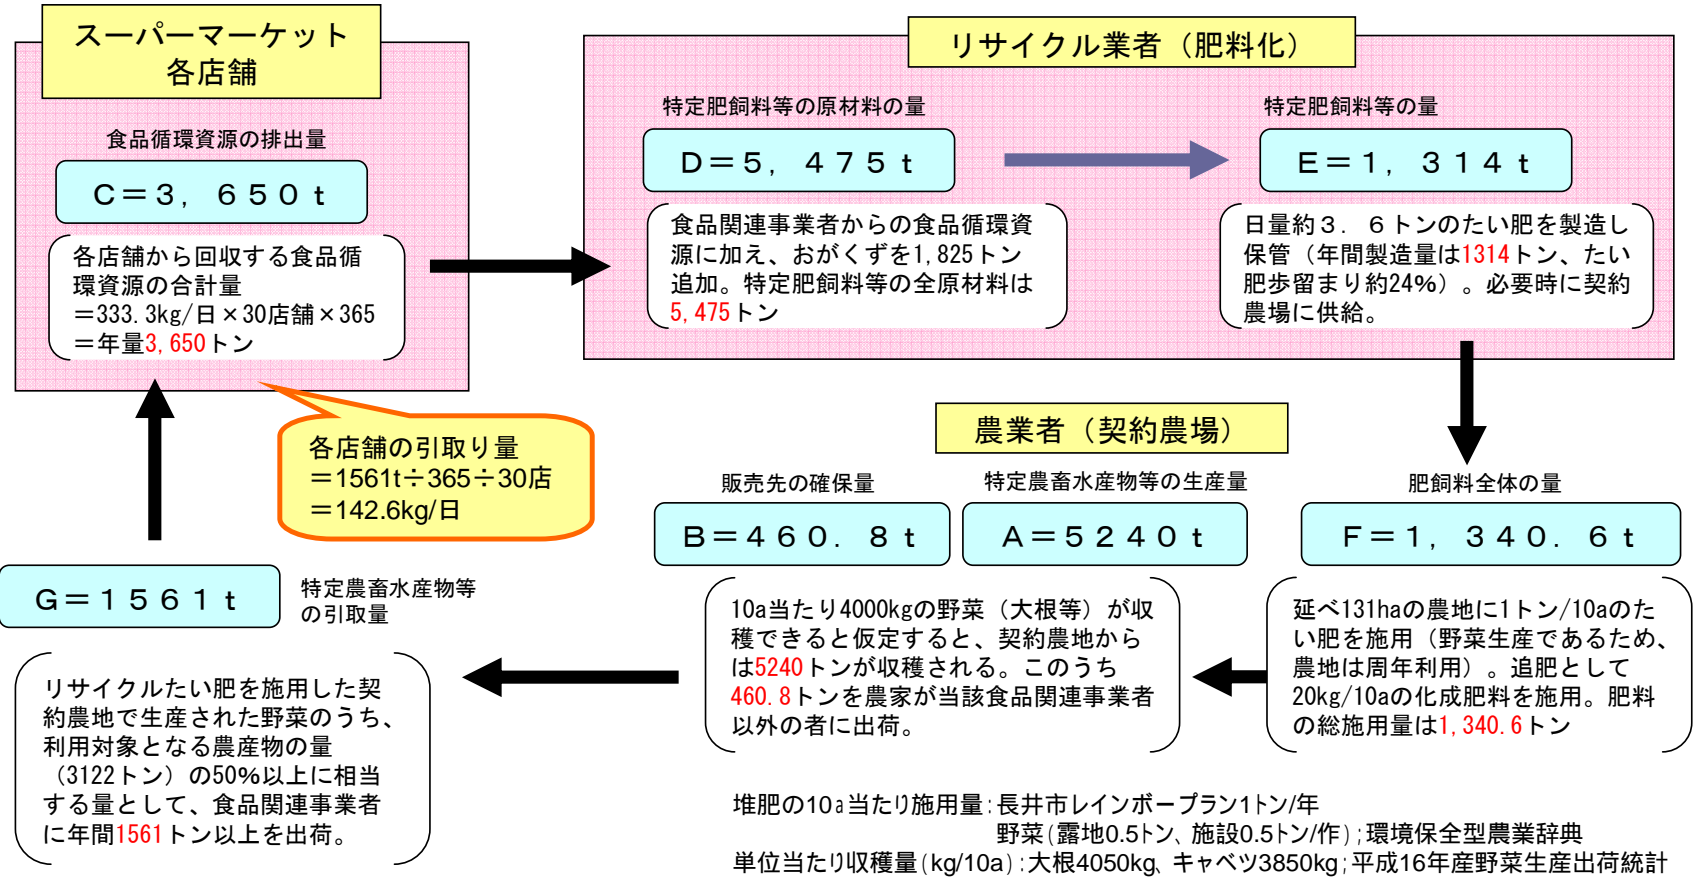 スーパーマーケット
各店舗
食品循環資源の排出量
C＝3，650t
各店舗から回収する食品循
環資源の合計量
＝333.3kg/日×30店舗×365
＝年量3,650トン
リサイクル業者（肥料化）
特定肥飼料等の原材料の量
D＝5，475t
食品関連事業者からの食品循環資
源に加え、おがくずを1,825トン
追加。特定肥飼料等の全原材料は
5,475トン
特定肥飼料等の量
E＝1，314t
日量約３．６トンのたい肥を製造し
保管（年間製造量は1314トン、たい
肥歩留まり約24%）。必要時に契約
農場に供給。
各店舗の引取り量
＝1561t÷365÷30店
＝142.6kg/日
農業者（契約農場）
販売先の確保量
B＝460．8t
特定農畜水産物等の生産量
A＝5240t
肥飼料全体の量
F＝1，340．6t
10a当たり4000kgの野菜（大根等）が収
穫できると仮定すると、契約農地から
は5240トンが収穫される。このうち
460.8トンを農家が当該食品関連事業者
以外の者に出荷。
延べ131haの農地に1トン/10aのた
い肥を施用（野菜生産であるため、
農地は周年利用）。追肥として
20kg/10aの化成肥料を施用。肥料
の総施用量は1,340.6トン
G＝1561t
特定農畜水産物等
の引取量
リサイクルたい肥を施用した契
約農地で生産された野菜のうち、
利用対象となる農産物の量
（3122トン）の50%以上に相当
する量として、食品関連事業者
に年間1561トン以上を出荷。
堆肥の10a当たり施用量：長井市レインボープラン1トン/年
野菜（露地0.5トン、施設0.5トン/作）；環境保全型農業辞典
単位当たり収穫量（kg/10a）：大根4050kg、キャベツ3850kg；平成16年産野菜生産出荷統計